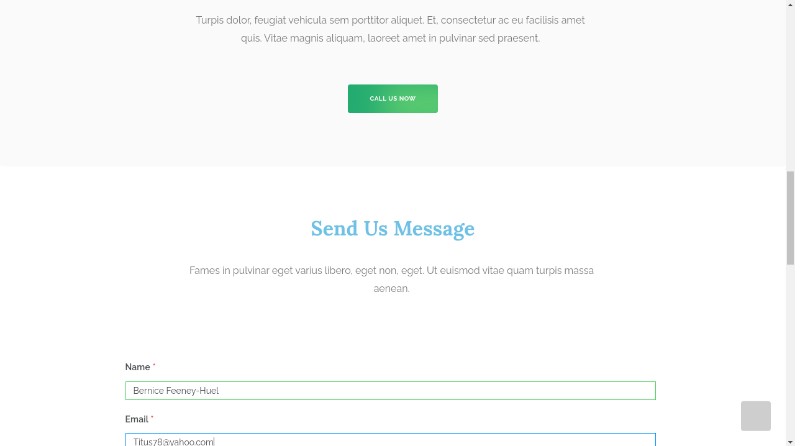 Turpis dolor, feugiat vehicula sem porttitor aliquet. Et, consectetur ac eu facilisis amet
quis. Vitae magnis aliquam, laoreet amet in pulvinar sed praesent.
CALL US NOW
Send Us Message
Fames in pulvinar eget varius libero, eget non, eget. Ut euismod vitae quam turpis massa
aenean.
Name *
Bernice Feeney-Huel
Email *
Titus78@yahoo.com